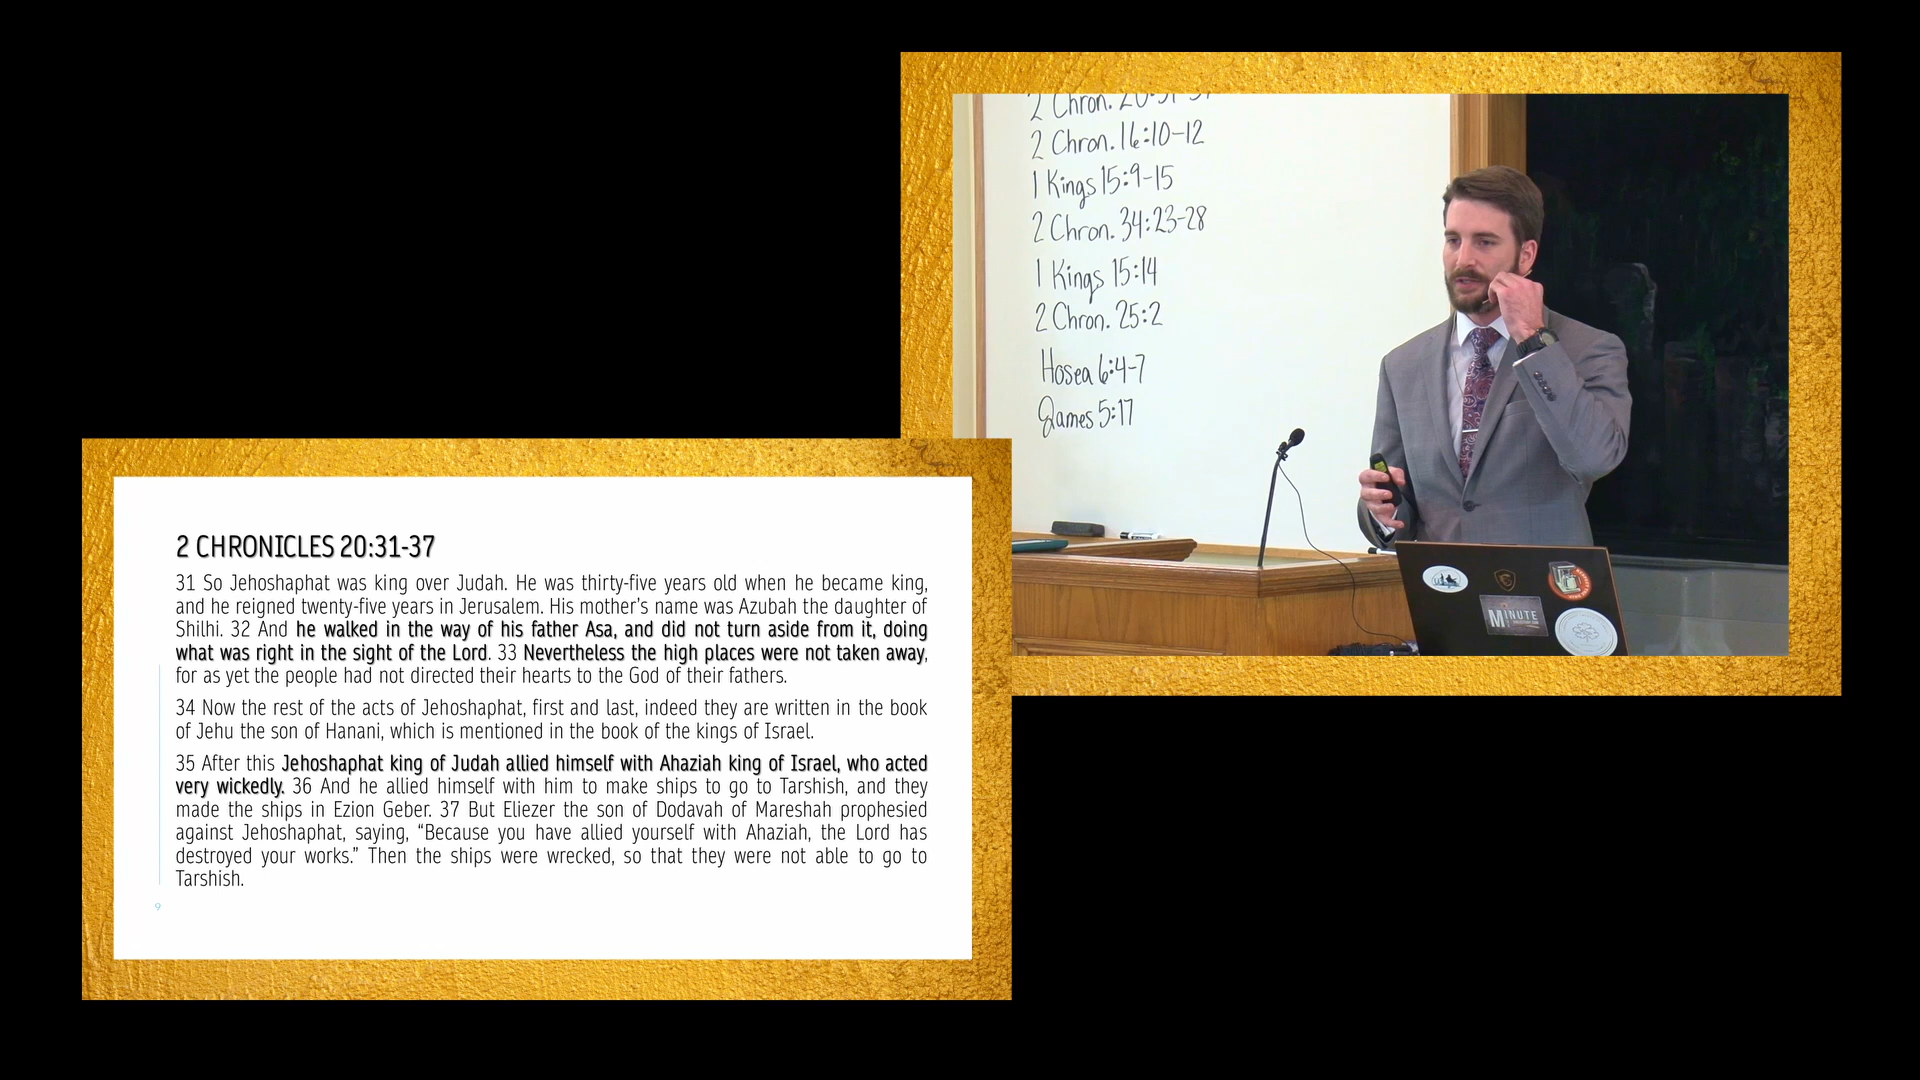 2 Chron. 20:31-37
2 Chron. 16:10-12
1 Kings 15:9-15
2 Chron. 34:23-28
1 Kings 15:14
2 Chron. 25:2
Hosea 6:4-7
James 5:17
MINUTE
2 CHRONICLES 20:31-37
31 So Jehoshaphat was king over Judah. He was thirty-five years old when he became king,
and he reigned twenty-five years in Jerusalem. His mother’s name was Azubah the daughter of
Shilhi. 32 And he walked in the way of his father Asa, and did not turn aside from it, doing
what was right in the sight of the Lord. 33 Nevertheless the high places were not taken away,
for as yet the people had not directed their hearts to the God of their fathers.
34 Now the rest of the acts of Jehoshaphat, first and last, indeed they are written in the book
of Jehu the son of Hanani, which is mentioned in the book of the kings of Israel.
35 After this Jehoshaphat king of Judah allied himself with Ahaziah king of Israel, who acted
very wickedly. 36 And he allied himself with him to make ships to go to Tarshish, and they
made the ships in Ezion Geber. 37 But Eliezer the son of Dodavah of Mareshah prophesied
against Jehoshaphat, saying, “Because you have allied yourself with Ahaziah, the Lord has
destroyed your works.” Then the ships were wrecked, so that they were not able to go to
Tarshish.
9